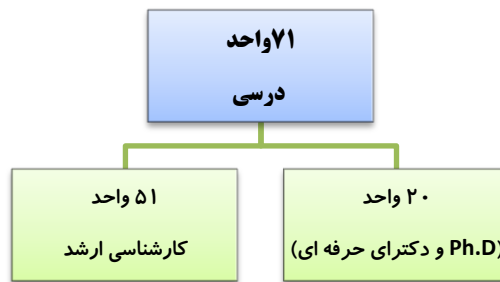 ۷۱واحد
درسی
۲۰ واحد
(Ph.D و دکترای حرفه ای)
۵۱ واحد
کارشناسی ارشد